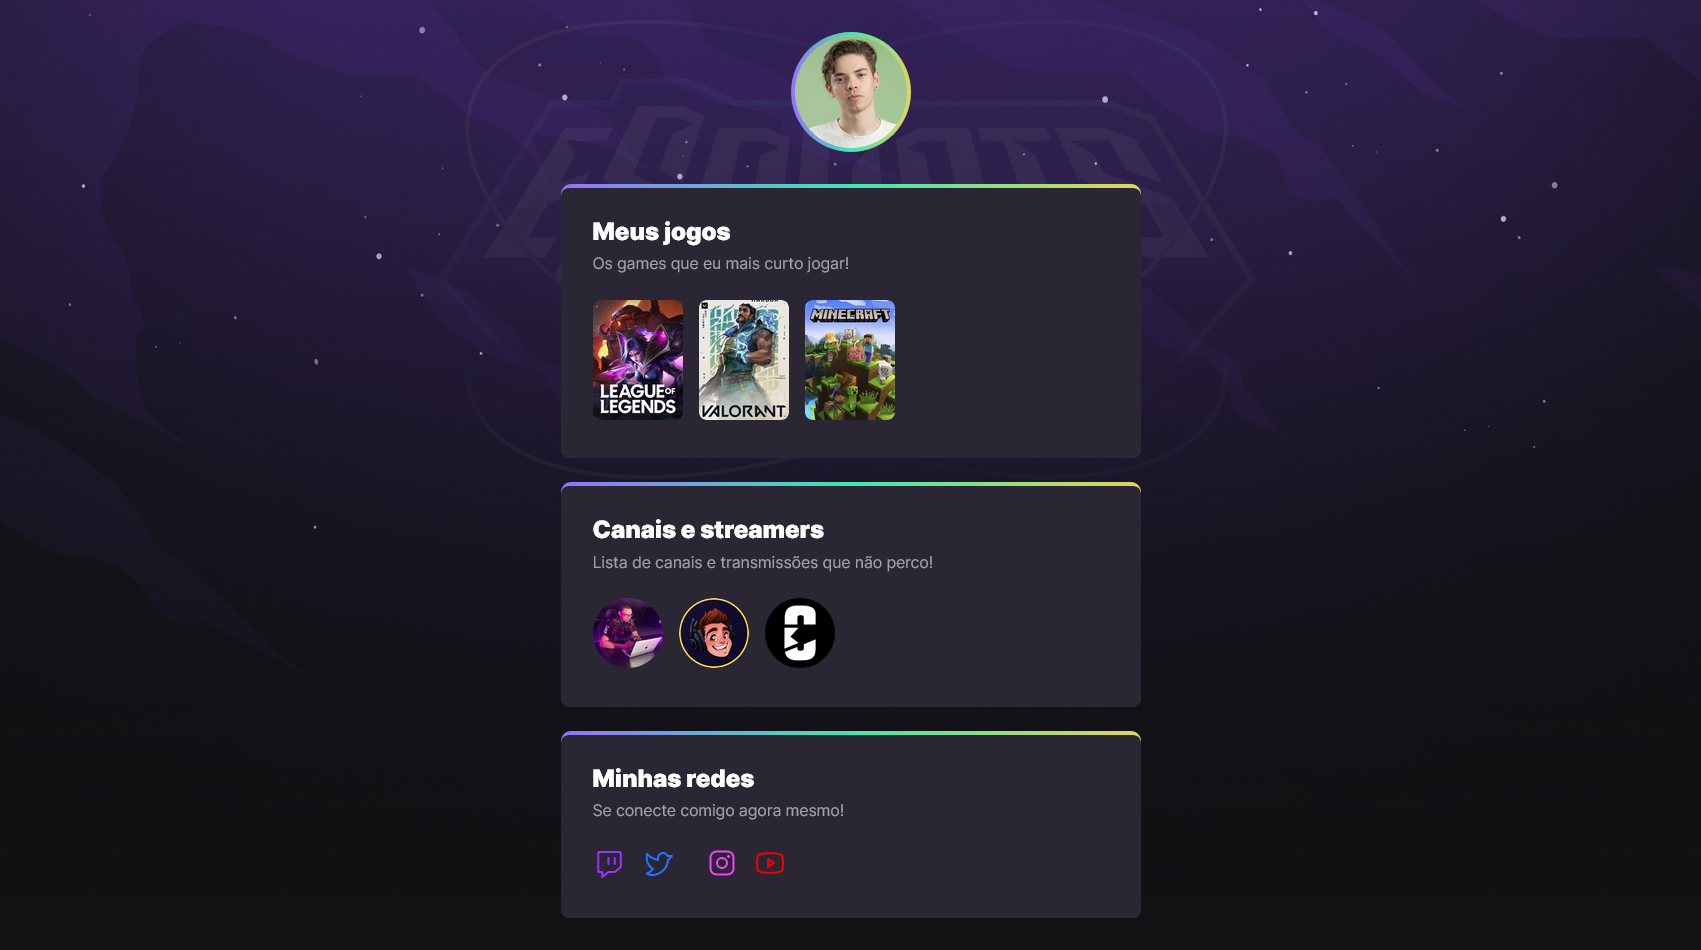 ESPORTS
Meus jogos
Os games que eu mais curto jogar!
LEAGUE OF
LEGENDS
VALORANT
MINECRAFT
Canais e streamers
Lista de canais e transmissões que não perco!
Minhas redes
Se conecte comigo agora mesmo!